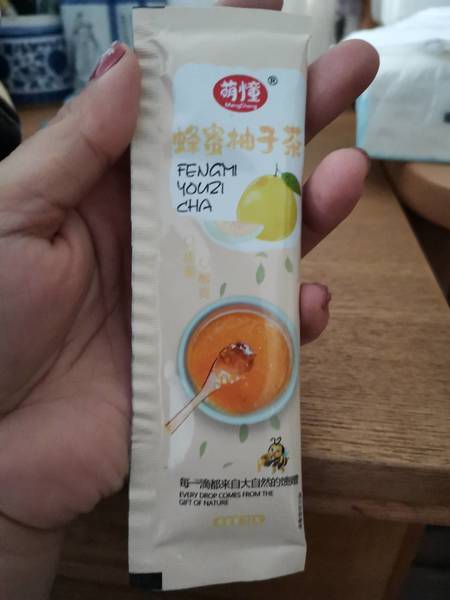 萌憧®
MengChong
蜂蜜柚子茶
FENGMI
YOUZI
CHA
每一滴都来自大自然的馈赠
EVERY DROP COMES FROM THE
GIFT OF NATURE